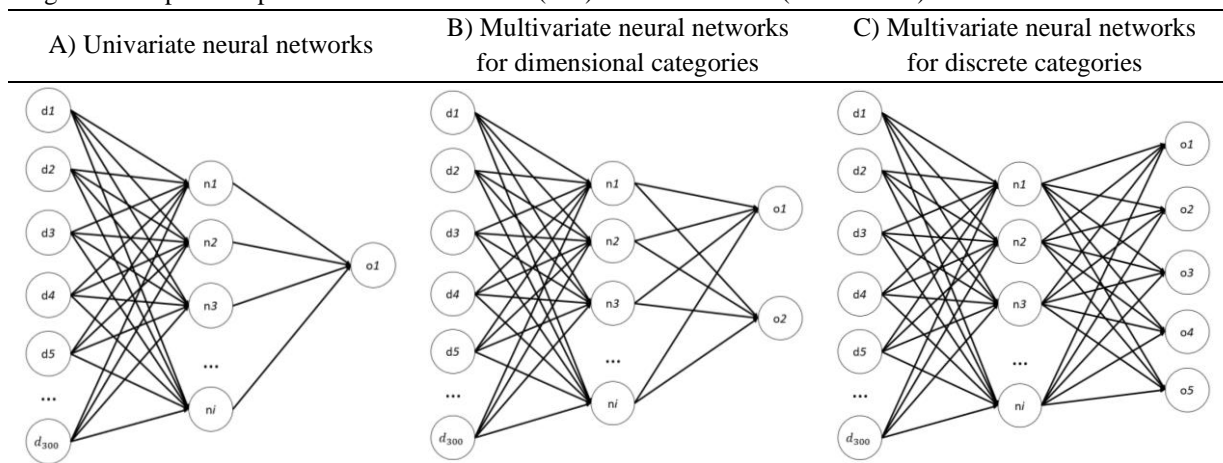 A) Univariate neural networks
B) Multivariate neural networks
for dimensional categories
C) Multivariate neural networks
for discrete categories
d1
d2
d3
d4
d5
...
d300
n1
n2
n3
...
ni
o1
d1
d2
d3
d4
d5
...
d300
n1
n2
n3
...
ni
o1
o2
d1
d2
d3
d4
d5
...
d300
n1
n2
n3
...
ni
o1
o2
o3
o4
o5